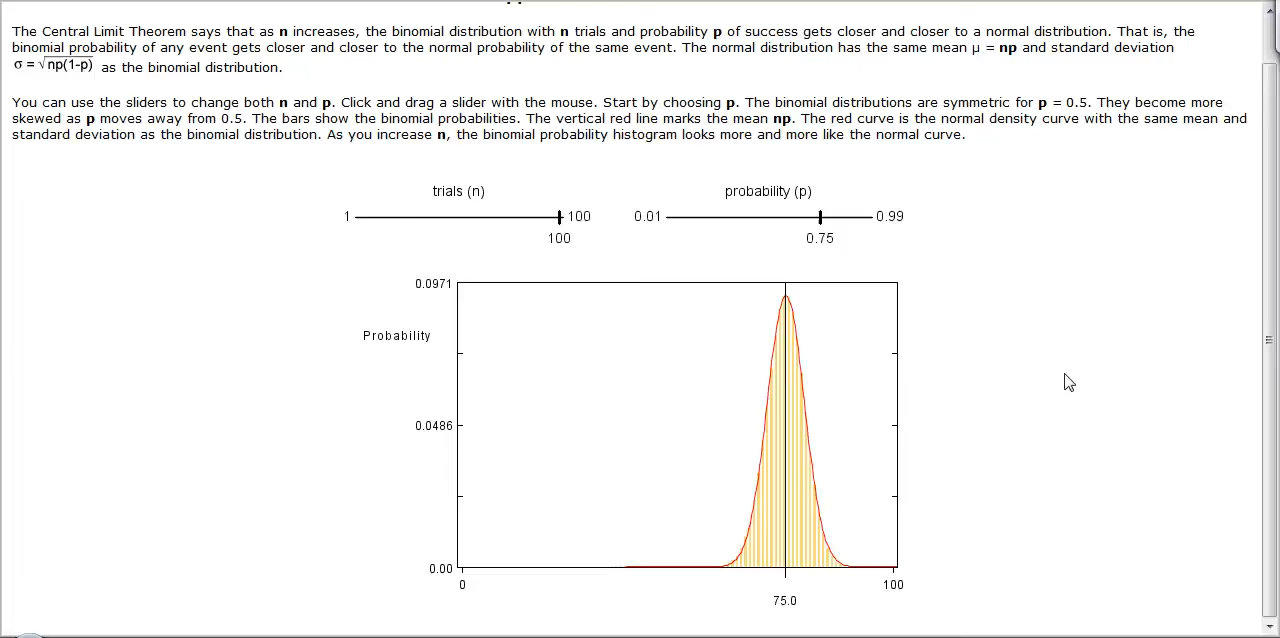 The Central Limit Theorem says that as n increases, the binomial distribution with n trials and probability p of success gets closer and closer to a normal distribution. That is, the
binomial probability of any event gets closer and closer to the normal probability of the same event. The normal distribution has the same mean µ = np and standard deviation
σ = √np(1-p) as the binomial distribution.
You can use the sliders to change both n and p. Click and drag a slider with the mouse. Start by choosing p. The binomial distributions are symmetric for p = 0.5. They become more
skewed as p moves away from 0.5. The bars show the binomial probabilities. The vertical red line marks the mean np. The red curve is the normal density curve with the same mean and
standard deviation as the binomial distribution. As you increase n, the binomial probability histogram looks more and more like the normal curve.
trials (n) probability (p)
1 100 0.01 0.99
100 0.75
0.0971
Probability
0.0486
0.00
0 100
75.0